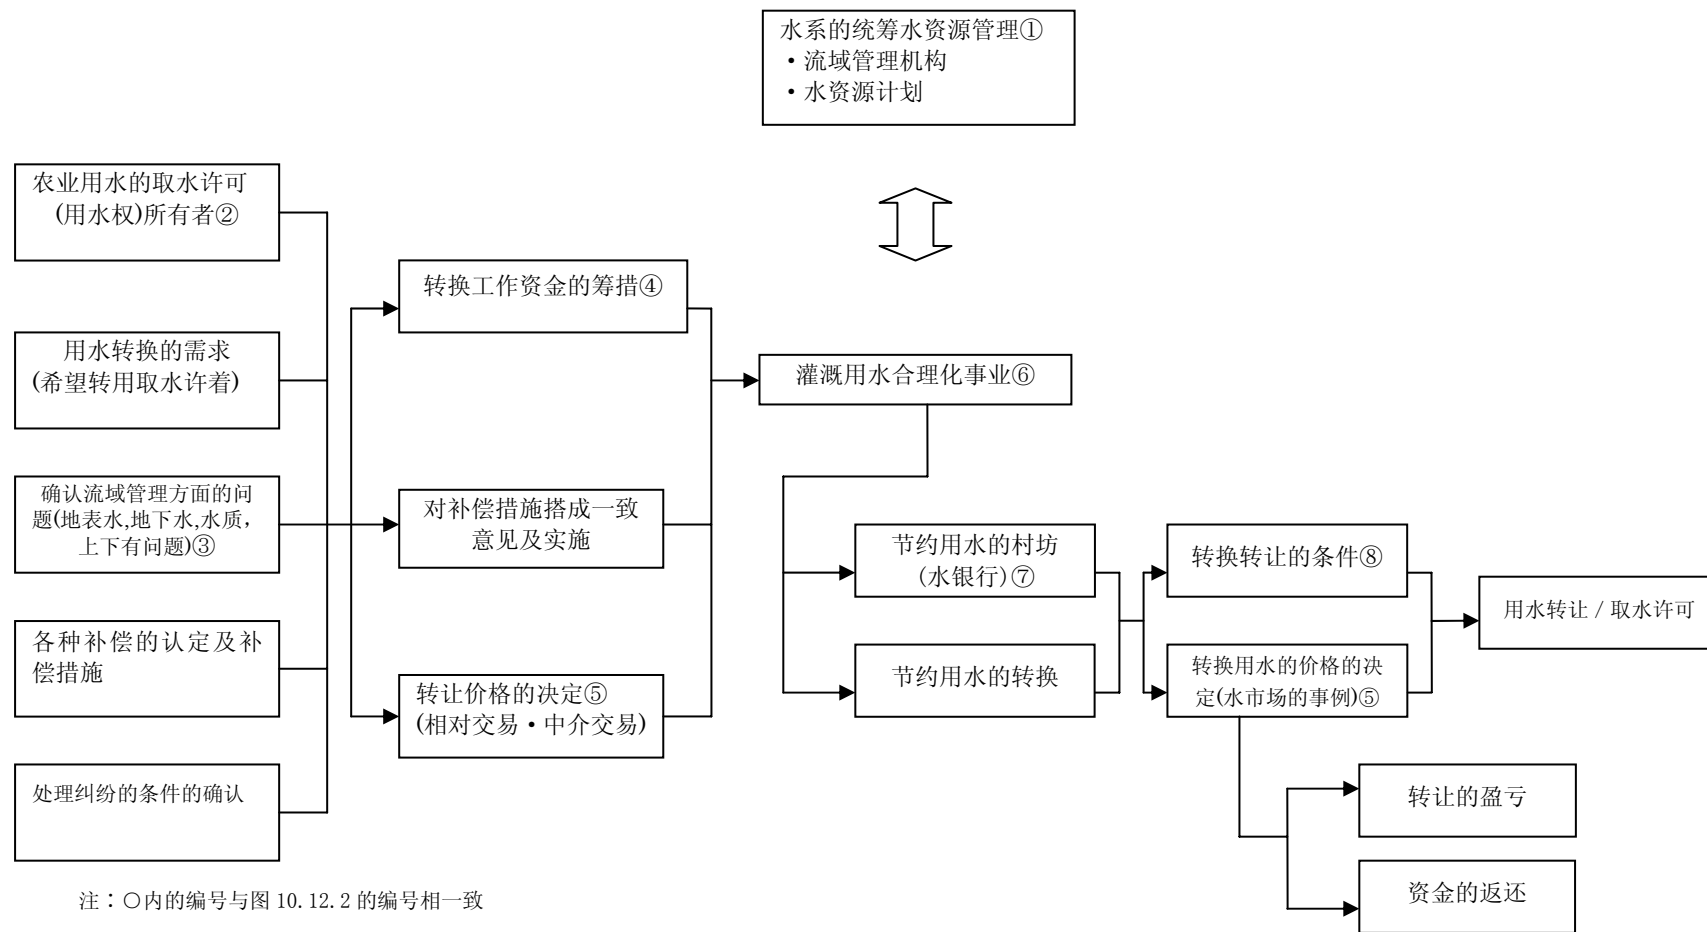 水系的统筹水资源管理①
・流域管理机构
・水资源计划
农业用水的取水许可
(用水权)所有者②
用水转换的需求
(希望转用取水许着)
确认流域管理方面的问
题(地表水,地下水,水质，
上下有问题)③
各种补偿的认定及补
偿措施
处理纠纷的条件的确认
转换工作资金的筹措④
对补偿措施搭成一致
意见及实施
转让价格的决定⑤
(相对交易・中介交易)
灌溉用水合理化事业⑥
节约用水的村坊
(水银行)⑦
节约用水的转换
转换转让的条件⑧
转换用水的价格的决
定(水市场的事例)⑤
用水转让／取水许可
转让的盈亏
资金的返还
注：○内的编号与图 10.12.2 的编号相一致